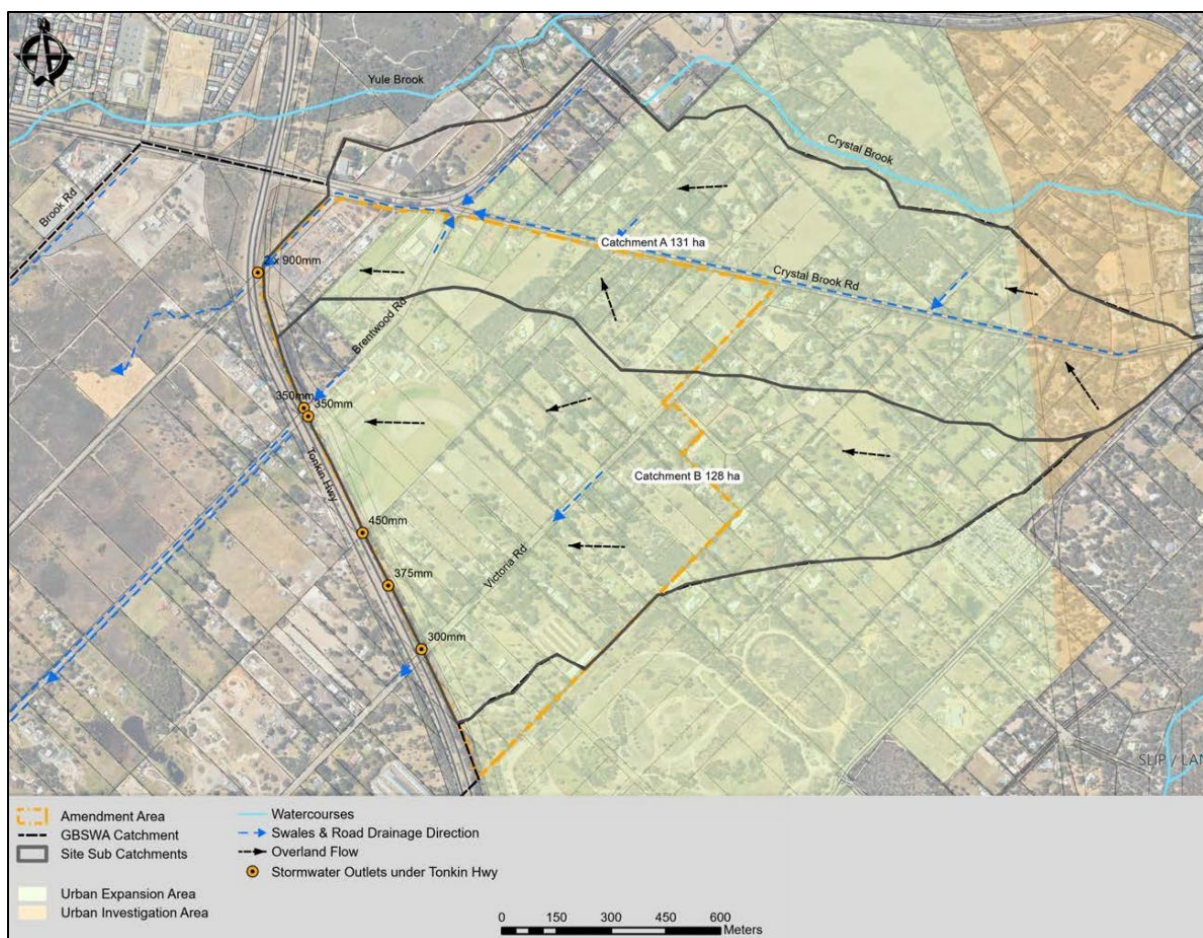 Yule Brook
Crystal Brook
Brook Rd
Catchment A 131 ha
2 x 900mm
Crystal Brook Rd
Brentwood Rd
350mm
350mm
Tonkin Hwy
Catchment B 128 ha
450mm
Victoria Rd
375mm
300mm
SLIP / LAN
Amendment Area
GBSWA Catchment
Site Sub Catchments
Urban Expansion Area
Urban Investigation Area
Watercourses
Swales & Road Drainage Direction
Overland Flow
Stormwater Outlets under Tonkin Hwy
0 150 300 450 600
Meters